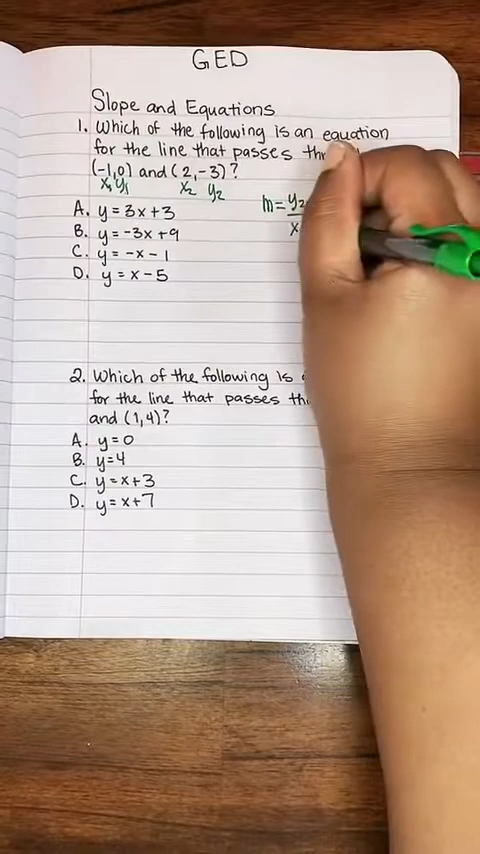 GED
Slope and Equations
1. Which of the following is an equation
for the line that passes
(-1,0) and (2,-3)?
x₁ y₁ x₂ y₂
m = y₂
x
A. y = 3x+3
B. y = -3x+9
C. y = -x-1
D. y = x-5
2. Which of the following is
for the line that passes
and (1,4)?
A. y=0
B. y=4
C. y=x+3
D. y=x+7